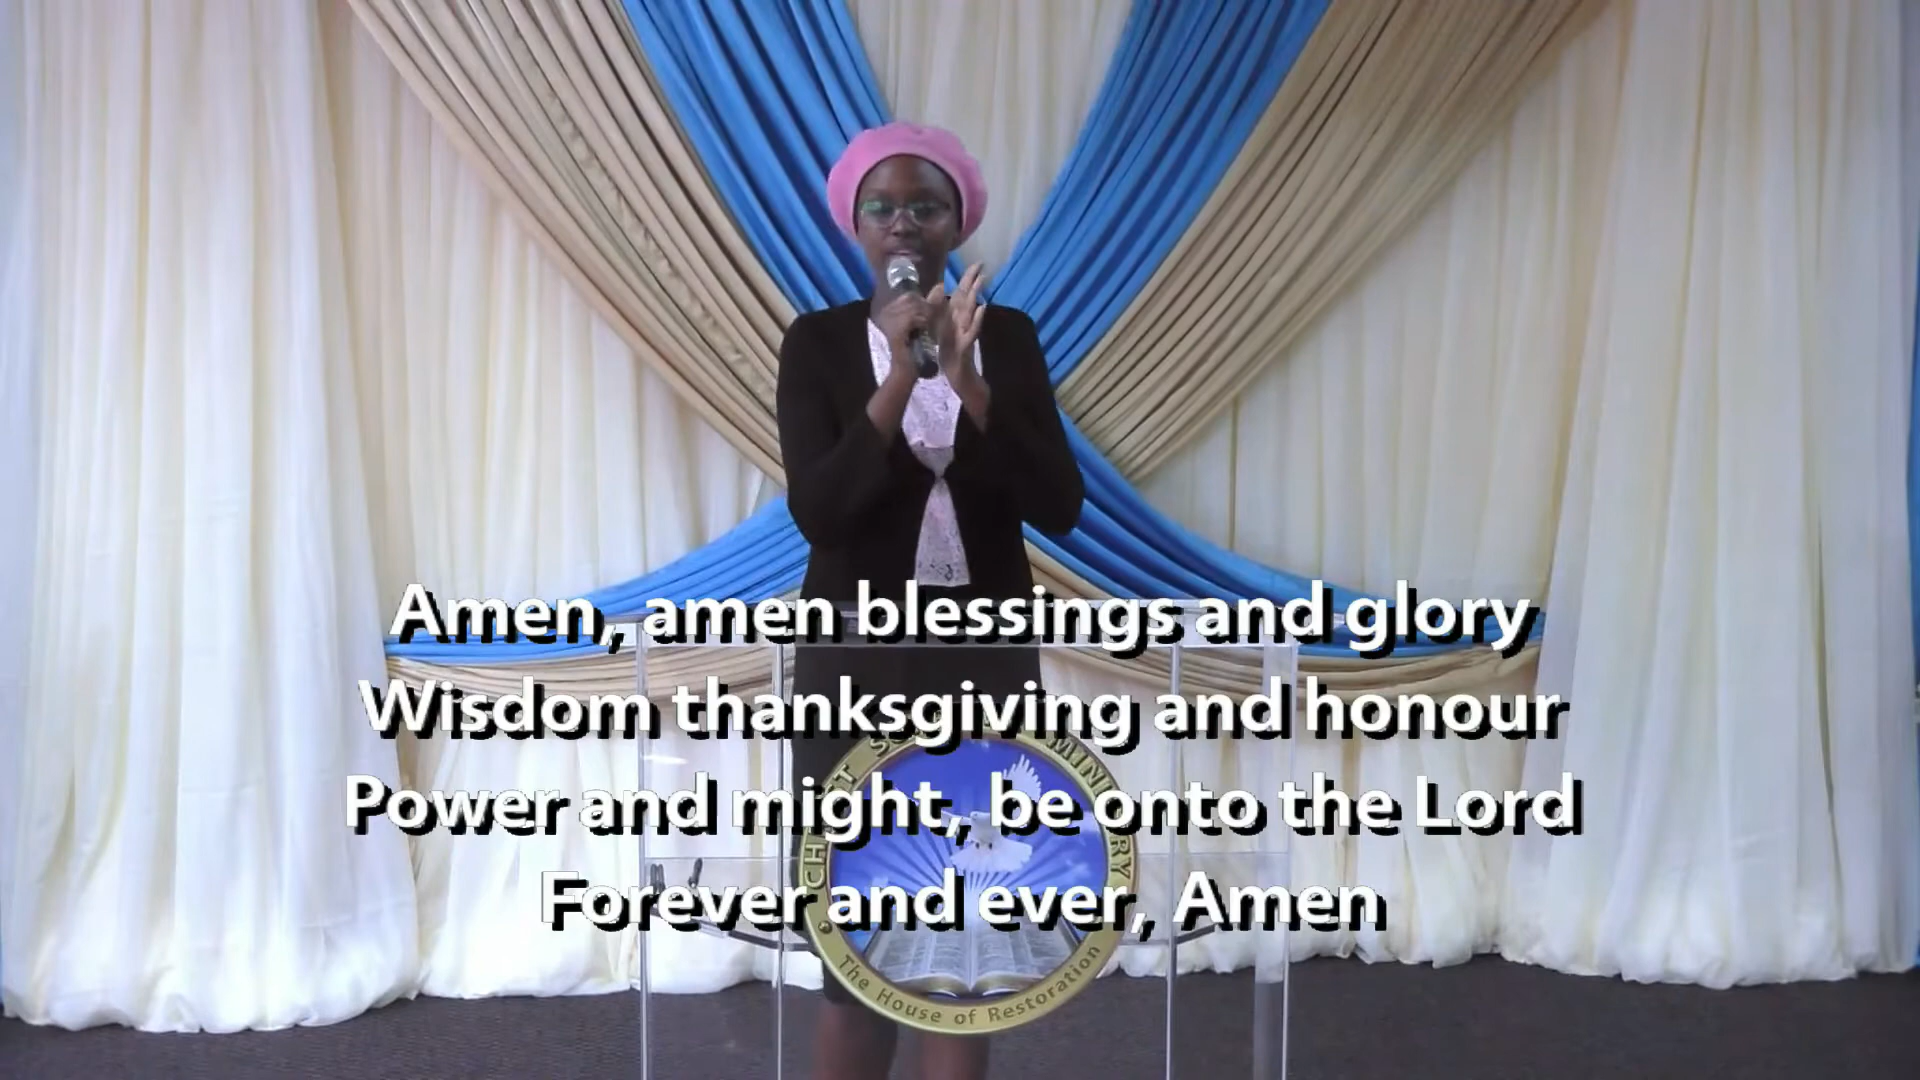 Amen, amen blessings and glory
Wisdom thanksgiving and honour
Power and might, be onto the Lord
Forever and ever, Amen
The House of Restoration